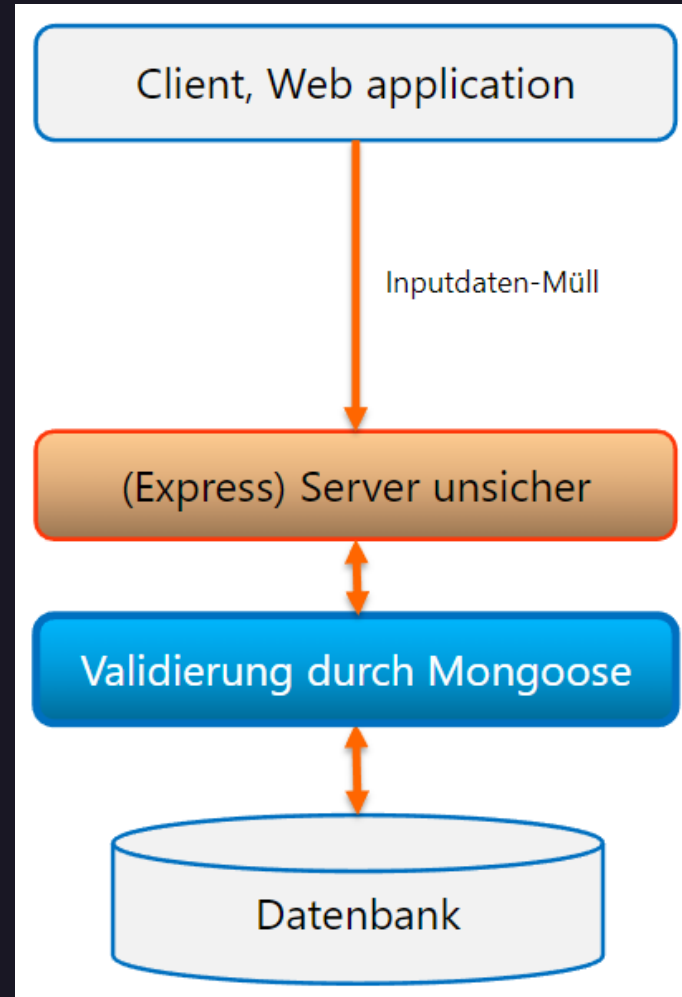 Client, Web application
Inputdaten-Müll
(Express) Server unsicher
Validierung durch Mongoose
Datenbank